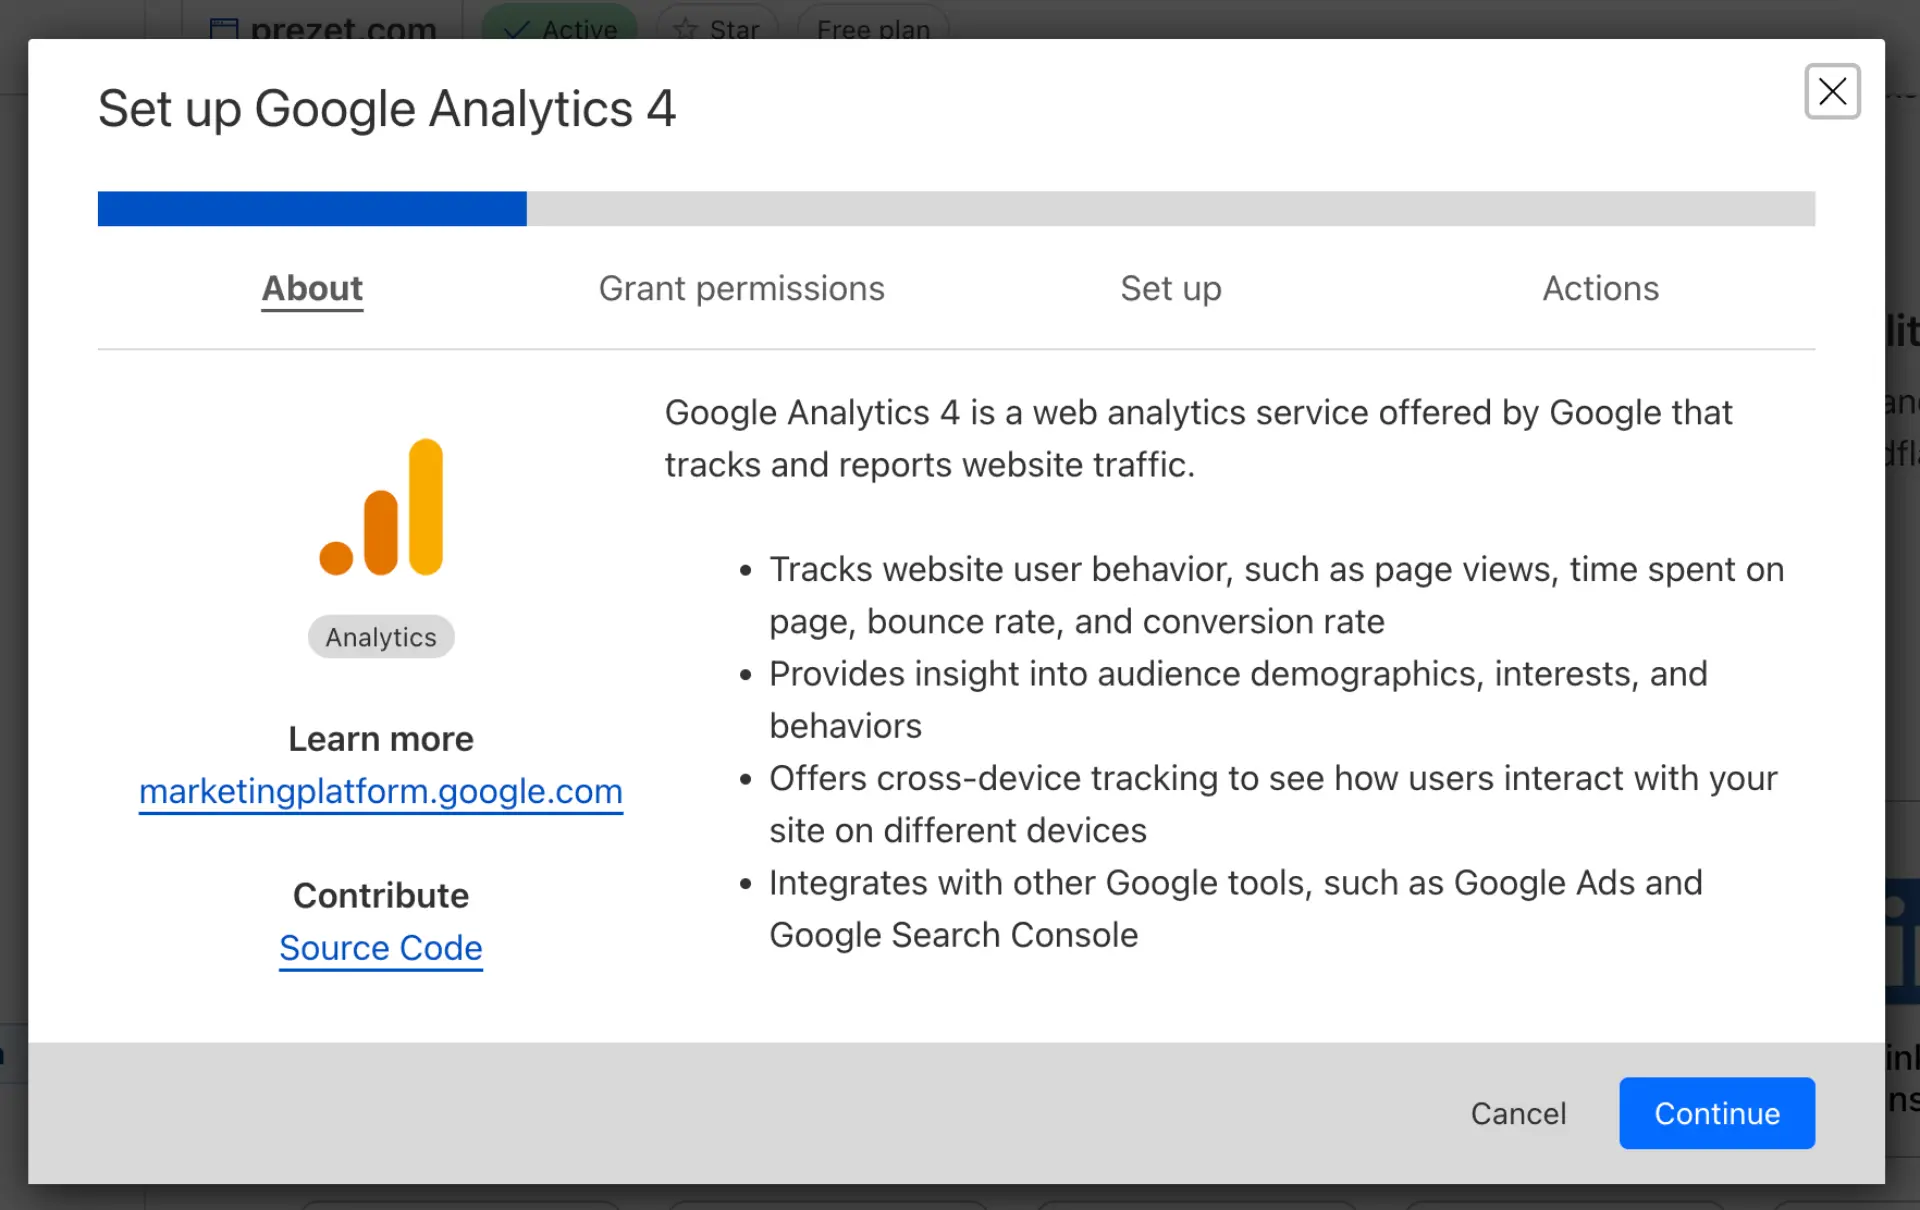 prezet.com
Active
Star
Free plan
Set up Google Analytics 4
About
Grant permissions
Set up
Actions
Google Analytics 4 is a web analytics service offered by Google that
tracks and reports website traffic.
Analytics
Learn more
marketingplatform.google.com
Contribute
Source Code
• Tracks website user behavior, such as page views, time spent on
page, bounce rate, and conversion rate
• Provides insight into audience demographics, interests, and
behaviors
• Offers cross-device tracking to see how users interact with your
site on different devices
• Integrates with other Google tools, such as Google Ads and
Google Search Console
Cancel
Continue